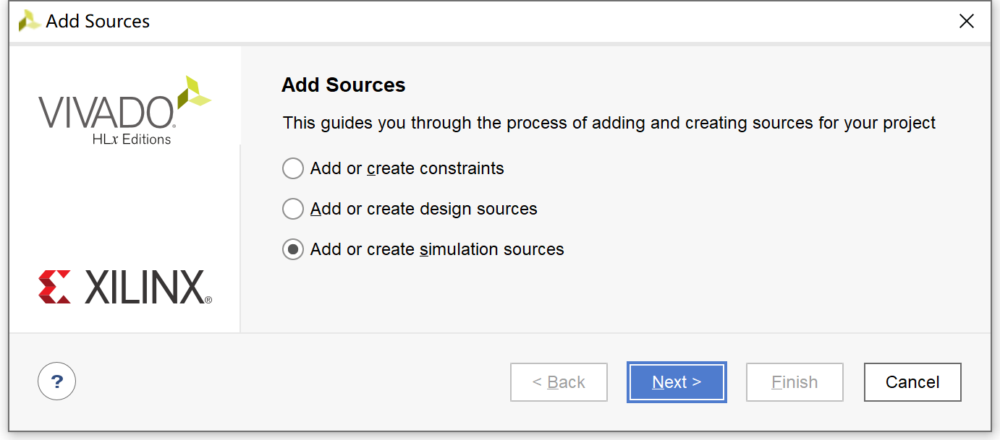 Add Sources
VIVADO®
HLx Editions
XILINX®
Add Sources
This guides you through the process of adding and creating sources for your project
Add or create constraints
Add or create design sources
Add or create simulation sources
?
< Back
Next >
Finish
Cancel